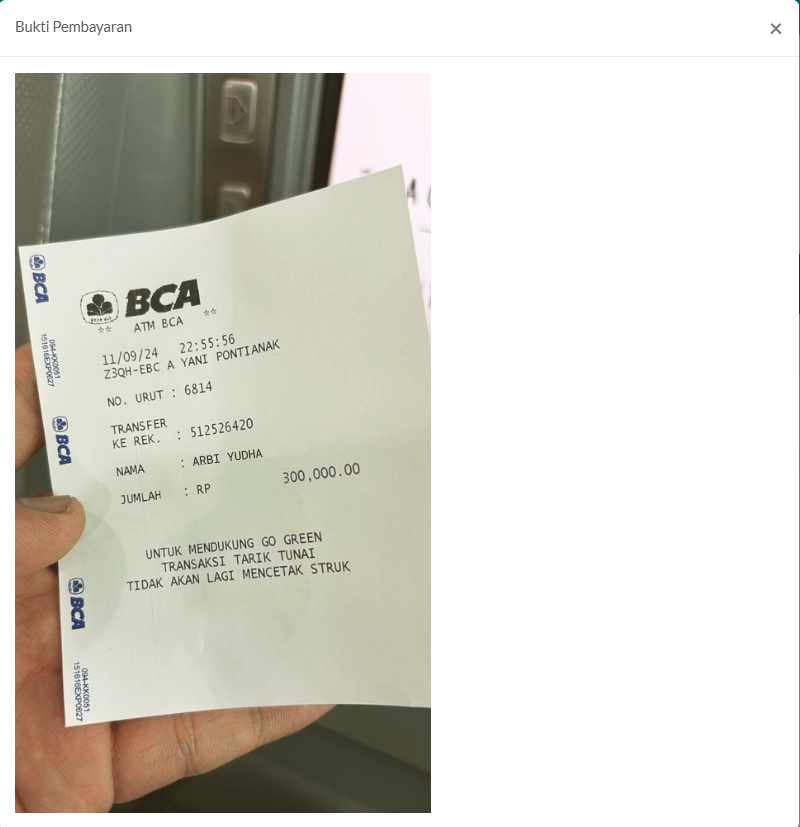 Bukti Pembayaran
×
BCA
ATM BCA
** **
11/09/24 22:55:56
Z3QH-EBC A YANI PONTIANAK
NO. URUT : 6814
TRANSFER
KE REK. : 512526420
NAMA : ARBI YUDHA
JUMLAH : RP 300,000.00
UNTUK MENDUKUNG GO GREEN
TRANSAKSI TARIK TUNAI
TIDAK AKAN LAGI MENCETAK STRUK
BCA
094-KK0051
151616EXP0627
BCA
BCA
094-KK0051
151616EXP0627